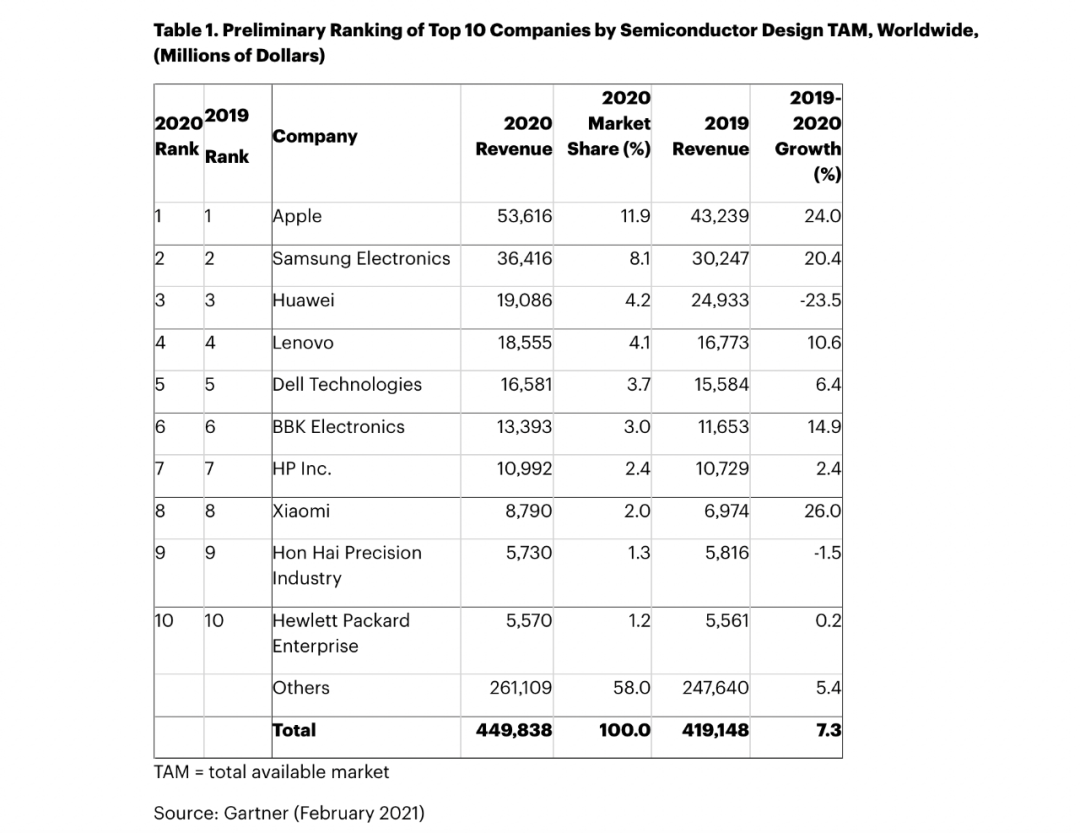 Table 1. Preliminary Ranking of Top 10 Companies by Semiconductor Design TAM, Worldwide,
(Millions of Dollars)
2020 Rank 2019 Rank Company 2020 Revenue 2020 Market Share (%) 2019 Revenue 2019-2020 Growth (%)
1 1 Apple 53,616 11.9 43,239 24.0
2 2 Samsung Electronics 36,416 8.1 30,247 20.4
3 3 Huawei 19,086 4.2 24,933 -23.5
4 4 Lenovo 18,555 4.1 16,773 10.6
5 5 Dell Technologies 16,581 3.7 15,584 6.4
6 6 BBK Electronics 13,393 3.0 11,653 14.9
7 7 HP Inc. 10,992 2.4 10,729 2.4
8 8 Xiaomi 8,790 2.0 6,974 26.0
9 9 Hon Hai Precision Industry 5,730 1.3 5,816 -1.5
10 10 Hewlett Packard Enterprise 5,570 1.2 5,561 0.2
Others 261,109 58.0 247,640 5.4
Total 449,838 100.0 419,148 7.3
TAM = total available market
Source: Gartner (February 2021)